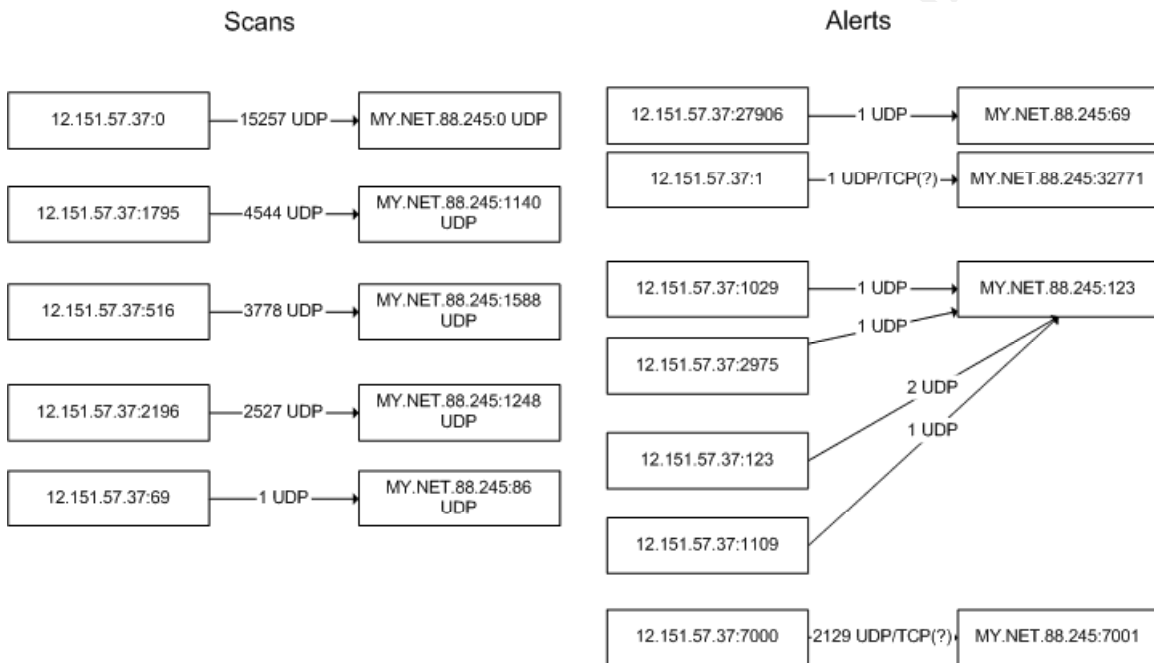 Scans
Alerts
12.151.57.37:0
15257 UDP
MY.NET.88.245:0 UDP
12.151.57.37:1795
4544 UDP
MY.NET.88.245:1140
UDP
12.151.57.37:516
3778 UDP
MY.NET.88.245:1588
UDP
12.151.57.37:2196
2527 UDP
MY.NET.88.245:1248
UDP
12.151.57.37:69
1 UDP
MY.NET.88.245:86
UDP
12.151.57.37:27906
1 UDP
MY.NET.88.245:69
12.151.57.37:1
1 UDP/TCP(?)
MY.NET.88.245:32771
12.151.57.37:1029
1 UDP
MY.NET.88.245:123
1 UDP
12.151.57.37:2975
2 UDP
1 UDP
12.151.57.37:123
12.151.57.37:1109
12.151.57.37:7000
2129 UDP/TCP(?)
MY.NET.88.245:7001